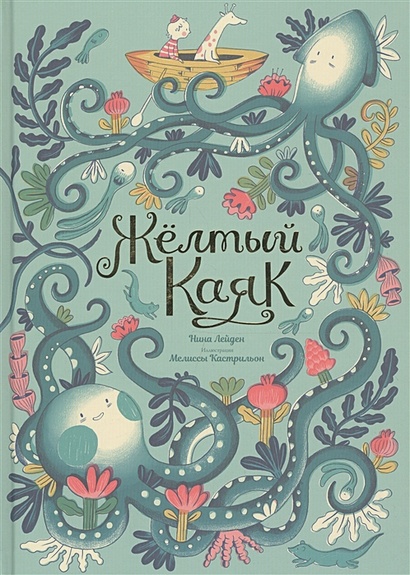 Жёлтый
Каяк
Нина Лейден
Иллюстрации
Мелиссы Кастрильон